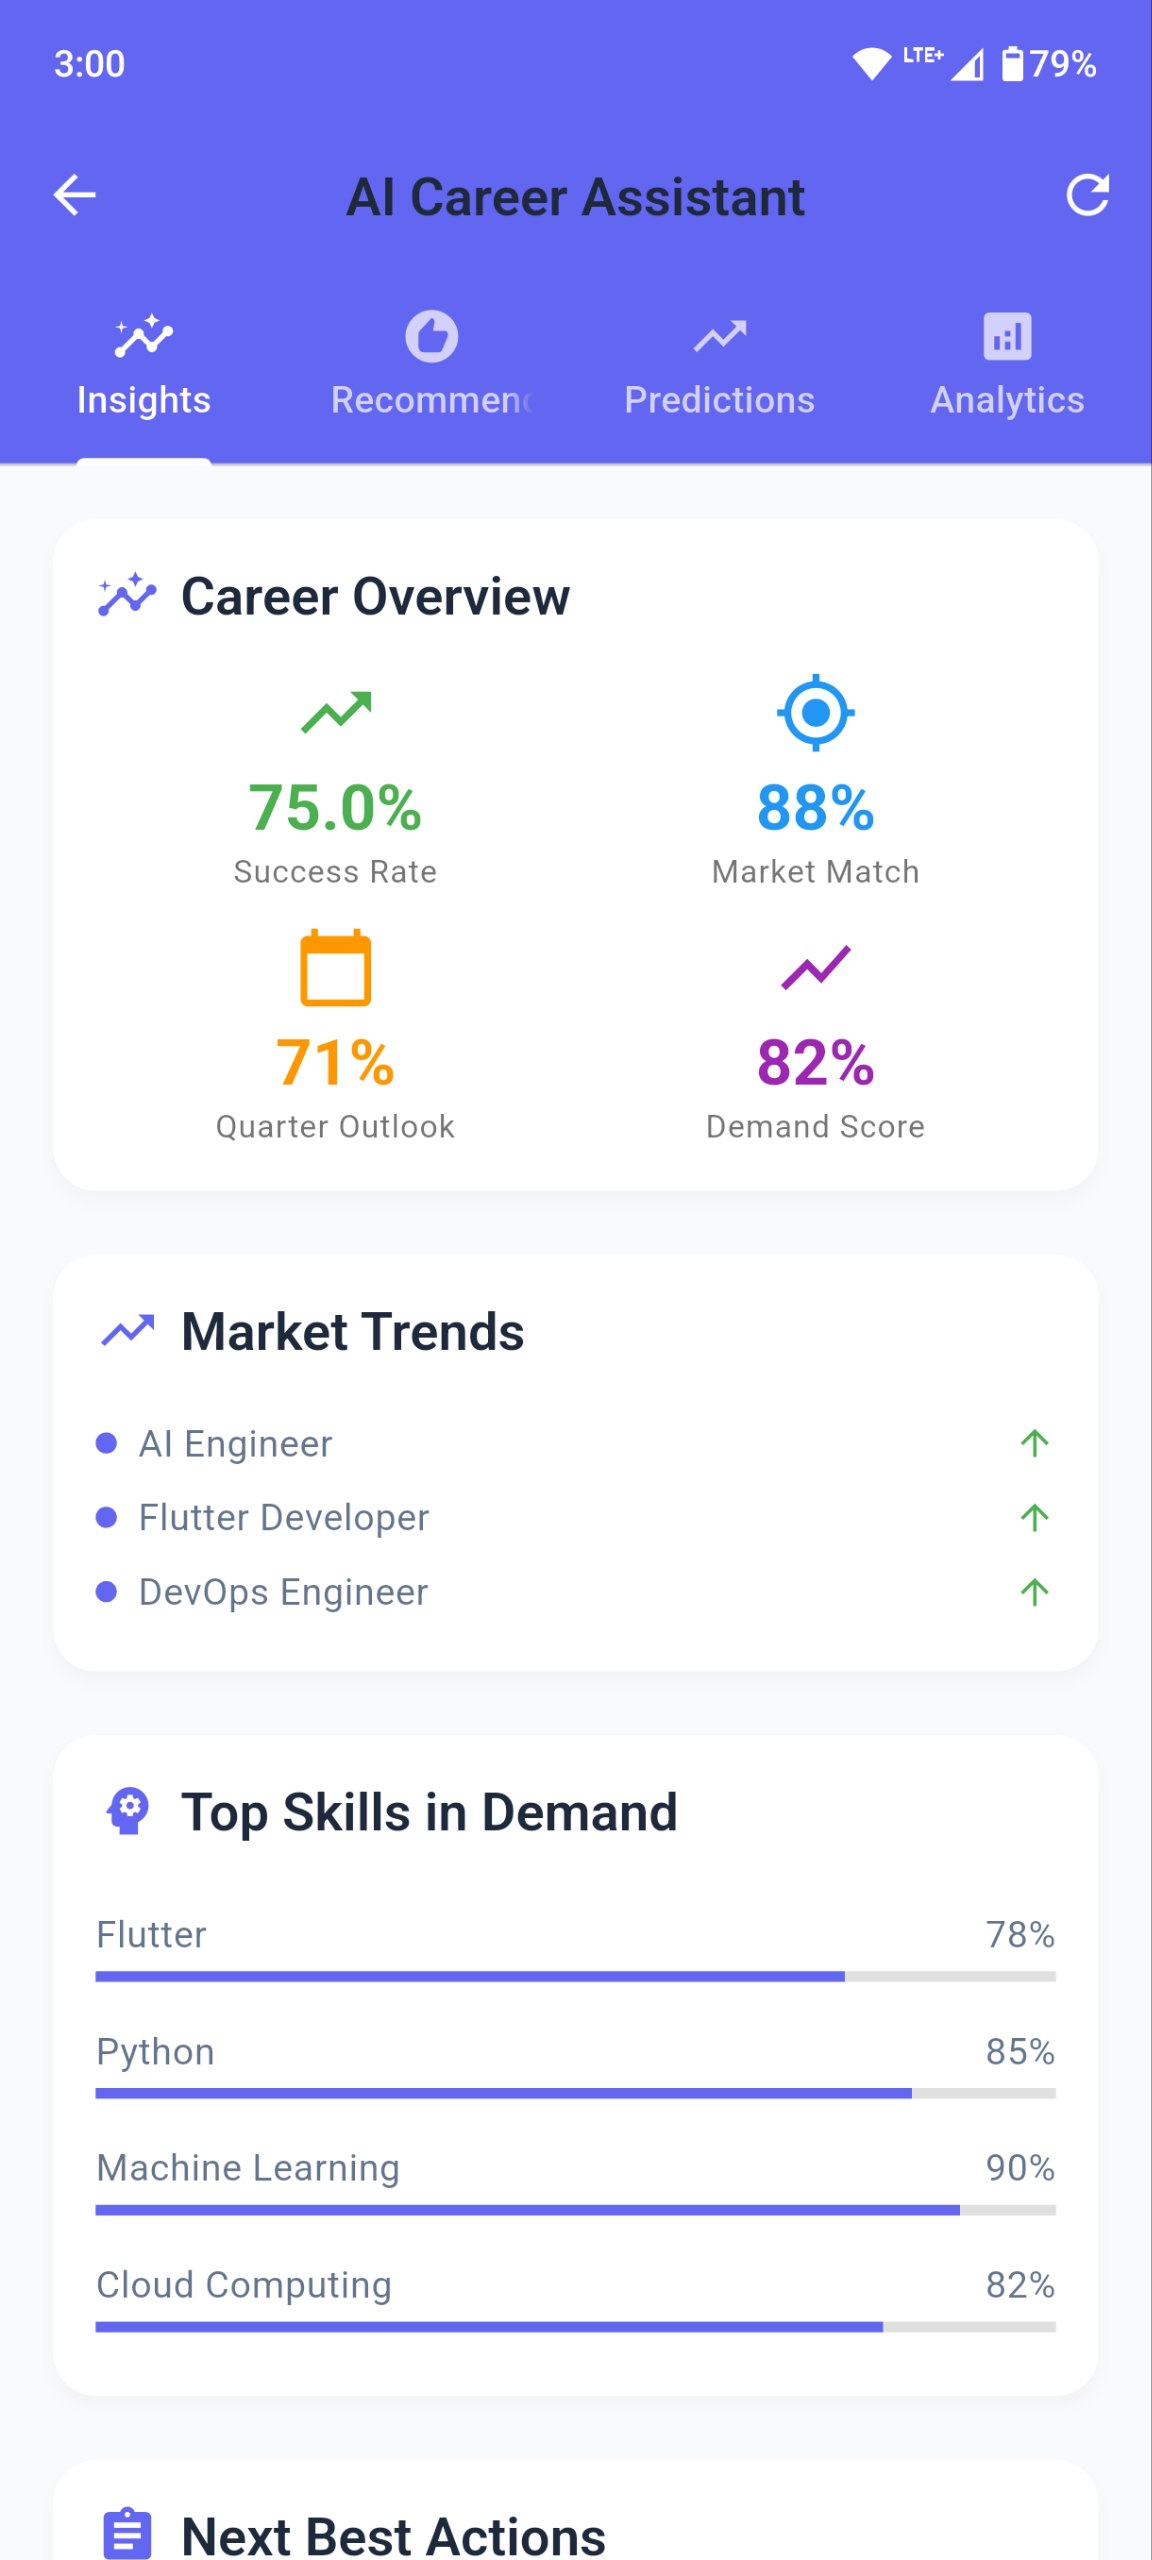 3:00 LTE+ 79%
AI Career Assistant
Insights Recommen Predictions Analytics
Career Overview
75.0% 88%
Success Rate Market Match
71% 82%
Quarter Outlook Demand Score
Market Trends
AI Engineer
Flutter Developer
DevOps Engineer
Top Skills in Demand
Flutter 78%
Python 85%
Machine Learning 90%
Cloud Computing 82%
Next Best Actions